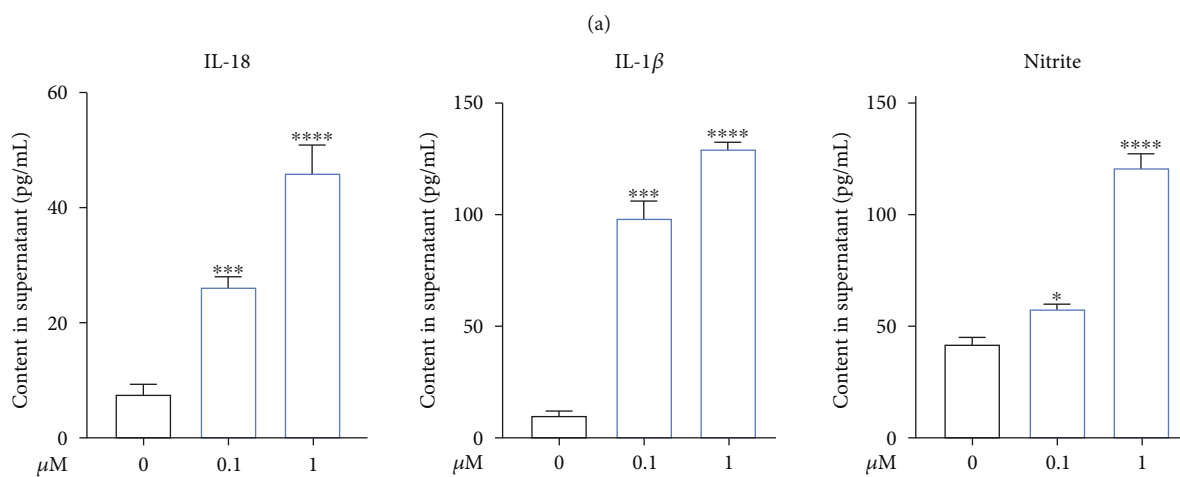 (a)
IL-18
Content in supernatant (pg/mL)
60
40
20
0
***
****
μM
0
0.1
1
IL-1β
Content in supernatant (pg/mL)
150
100
50
0
***
****
μM
0
0.1
1
Nitrite
Content in supernatant (pg/mL)
150
100
50
0
*
****
μM
0
0.1
1